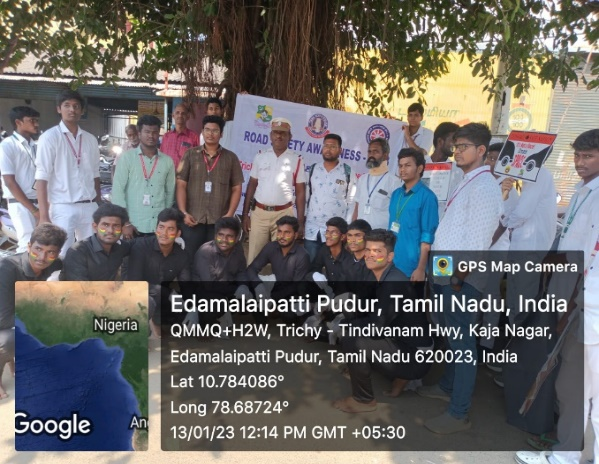 ROAD SAFETY AWARENESS -
Trich
GPS Map Camera
Edamalaipatti Pudur, Tamil Nadu, India
QMMQ+H2W, Trichy - Tindivanam Hwy, Kaja Nagar,
Edamalaipatti Pudur, Tamil Nadu 620023, India
Lat 10.784086°
Long 78.68724°
13/01/23 12:14 PM GMT +05:30
Nigeria
An
Google